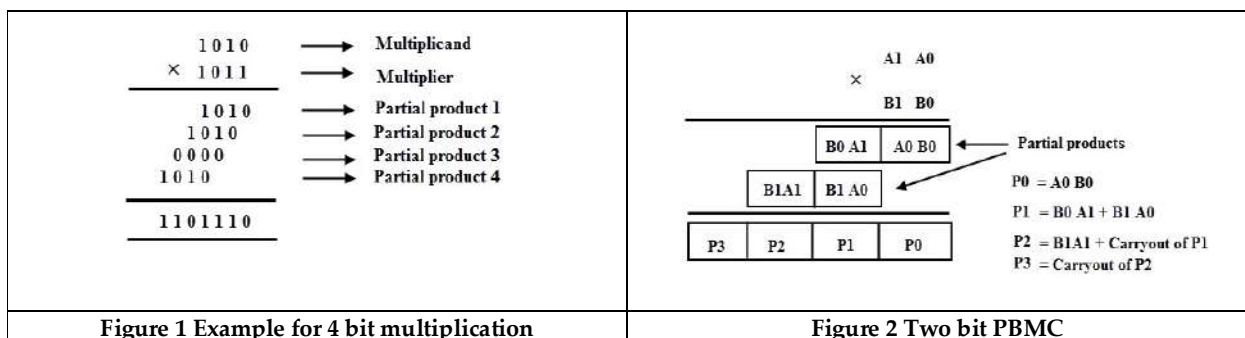 1010 Multiplicand
× 1011 Multiplier
1010 Partial product 1
1010 Partial product 2
0000 Partial product 3
1010 Partial product 4
1101110
Figure 1 Example for 4 bit multiplication
A1 A0
×
B1 B0
B0 A1 A0 B0 Partial products
B1A1 B1 A0
P3 P2 P1 P0
P0 = A0 B0
P1 = B0 A1 + B1 A0
P2 = B1A1 + Carryout of P1
P3 = Carryout of P2
Figure 2 Two bit PBMC